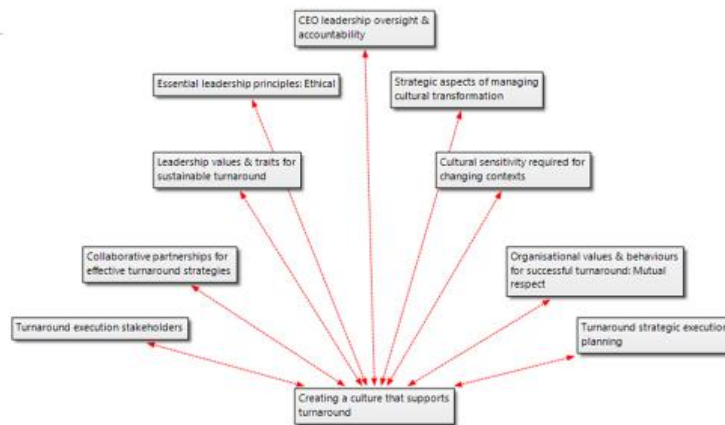 CEO leadership oversight &
accountability
Essential leadership principles: Ethical
Strategic aspects of managing
cultural transformation
Leadership values & traits for
sustainable turnaround
Cultural sensitivity required for
changing contexts
Collaborative partnerships for
effective turnaround strategies
Organisational values & behaviours
for successful turnaround: Mutual
respect
Turnaround execution stakeholders
Turnaround strategic execution
planning
Creating a culture that supports
turnaround